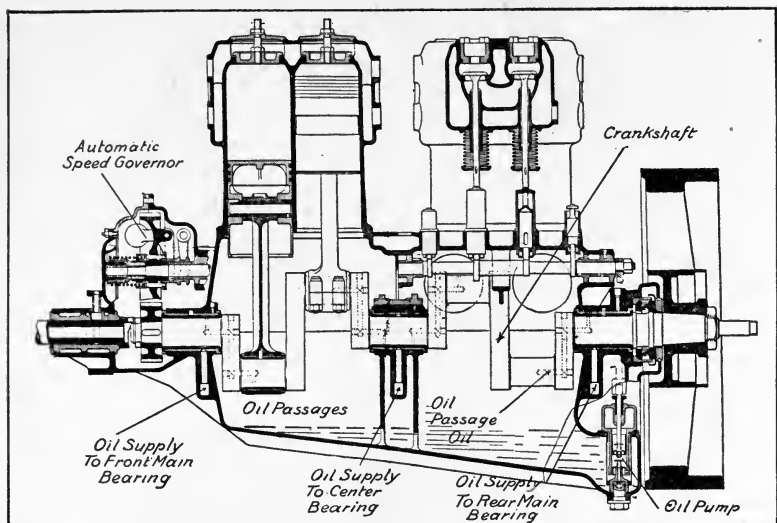 Automatic
Speed Governor
Crankshaft
Oil Passages
Oil
Passage
Oil
Oil Supply
To Front Main
Bearing
Oil Supply
To Center
Bearing
Oil Supply
To Rear Main
Bearing
Oil Pump